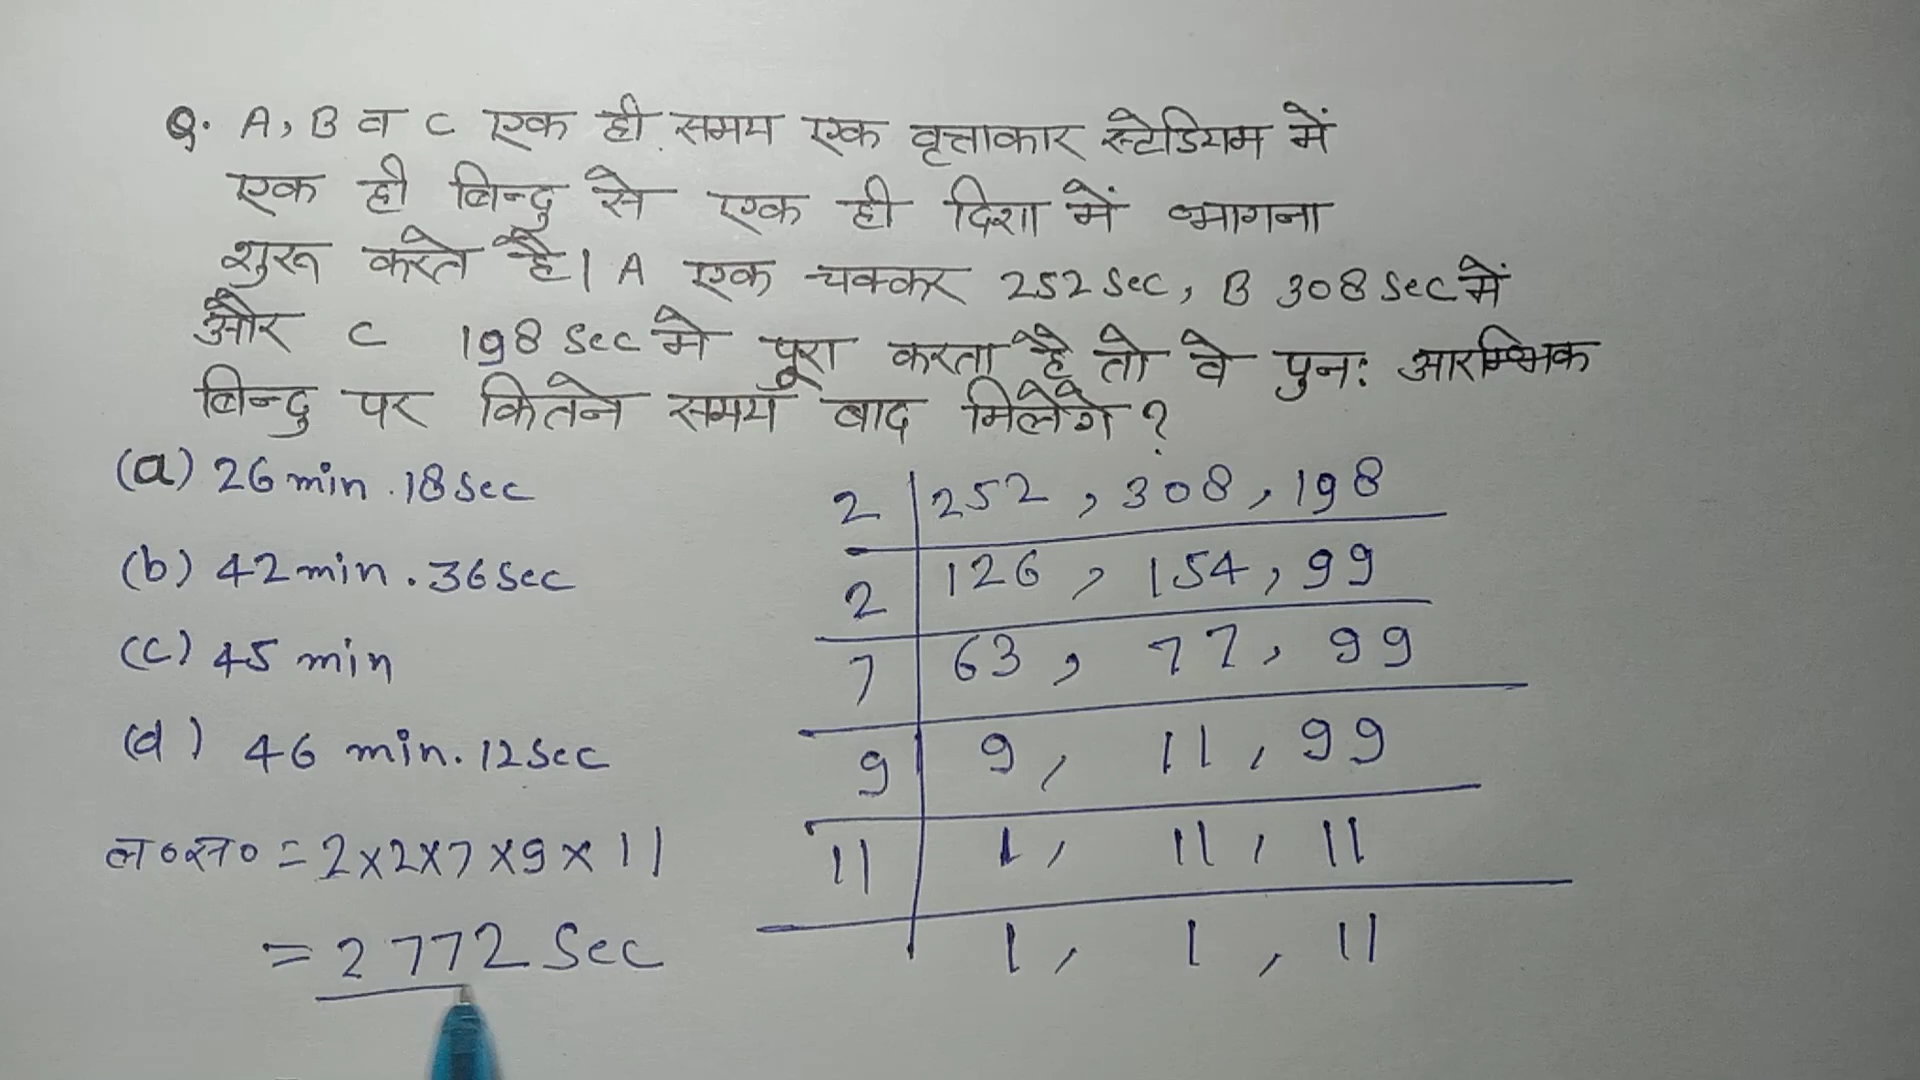 Q. A, B व C एक ही समय एक वृत्ताकार स्टेडियम में
एक ही बिन्दु से एक ही दिशा में भागना
शुरू करते है। A एक चक्कर 252 Sec, B 308 Sec में
और C 198 Sec मे पूरा करता है तो वे पुनः आरम्भिक
बिन्दु पर कितने समय बाद मिलेंगे?
(a) 26 min. 18 Sec
(b) 42 min. 36 Sec
(c) 45 min
(d) 46 min. 12 Sec
ल०स० = 2×2×7×9×11
= 2772 Sec
2 | 252, 308, 198
2 | 126, 154, 99
7 | 63, 77, 99
9 | 9, 11, 99
11 | 1, 11, 11
1, 1, 11